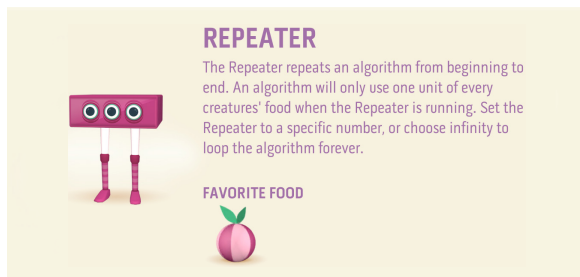 REPEATER
The Repeater repeats an algorithm from beginning to
end. An algorithm will only use one unit of every
creatures' food when the Repeater is running. Set the
Repeater to a specific number, or choose infinity to
loop the algorithm forever.
FAVORITE FOOD